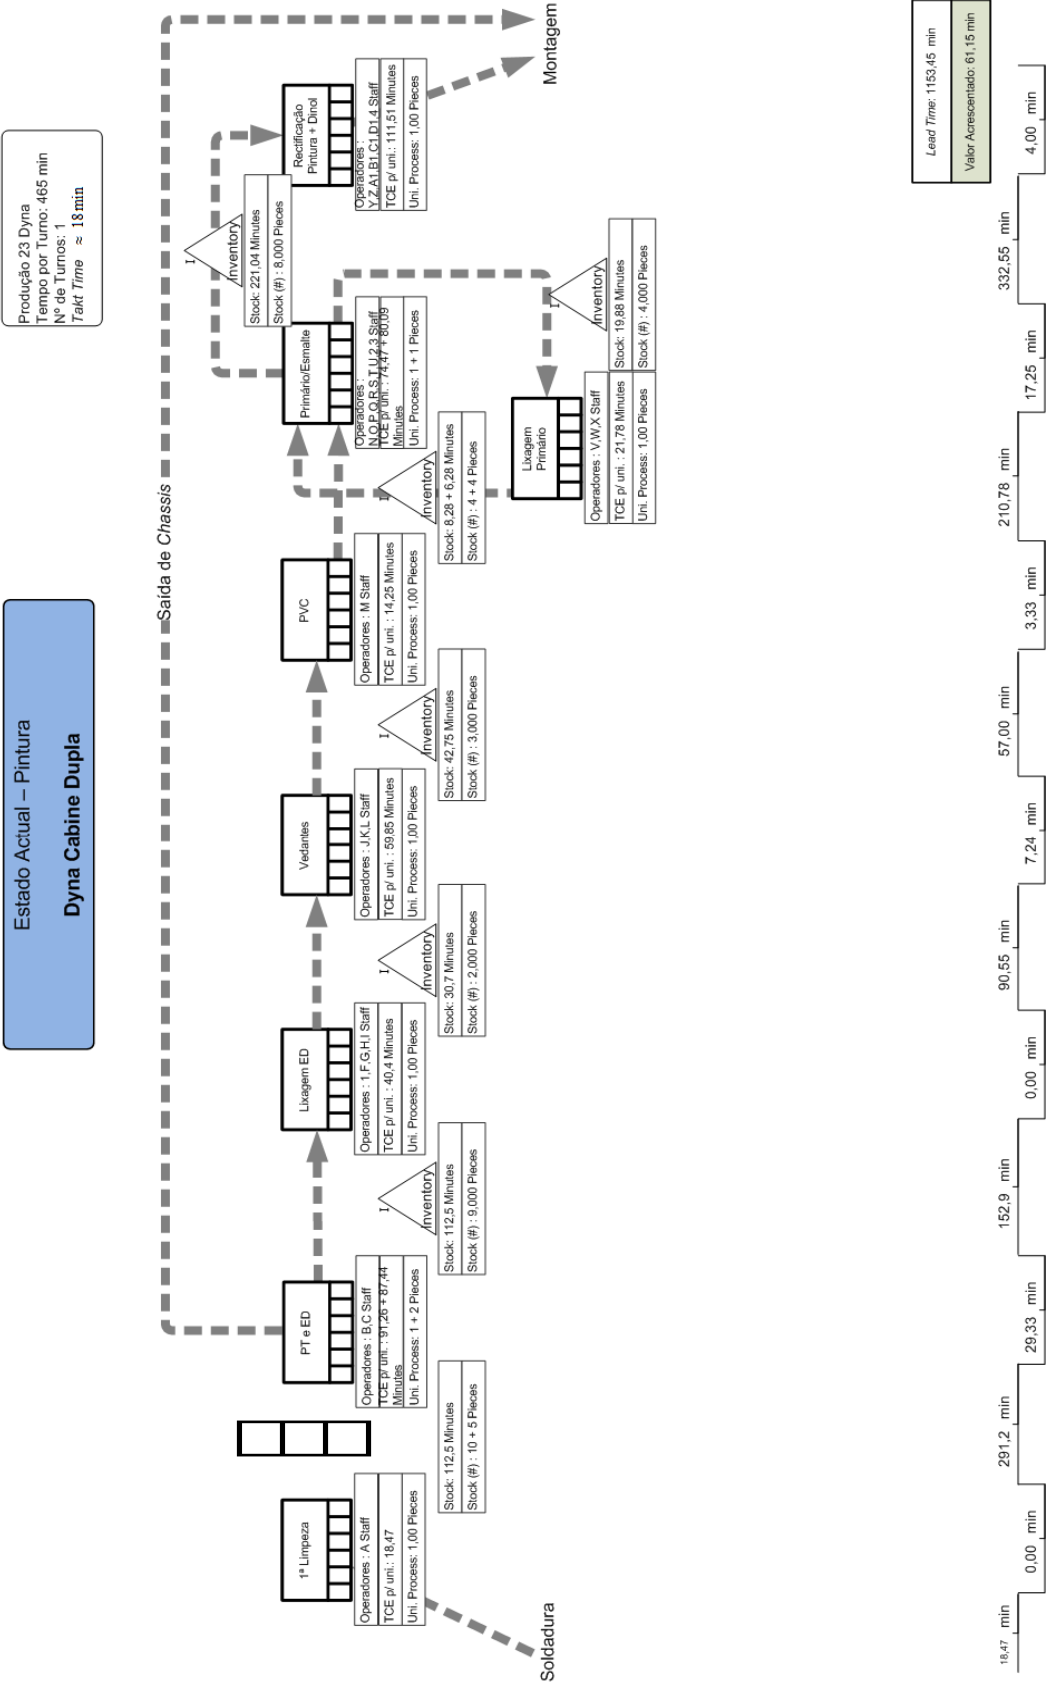 Estado Actual – Pintura
Dyna Cabine Dupla
Produção 23 Dyna
Tempo por Turno: 465 min
Nº de Turnos: 1
Takt Time ≈ 18 min
Saída de Chassis
Soldadura
Montagem
1ª Limpeza
Operadores : A Staff
TCE p/ uni.: 18,47
Uni. Process: 1,00 Pieces
Stock: 112,5 Minutes
Stock (#) : 10 + 5 Pieces
PT e ED
Operadores : B,C Staff
TCE p/ uni. : 91,26 + 87,44
Minutes
Uni. Process: 1 + 2 Pieces
I
Inventory
Stock: 112,5 Minutes
Stock (#) : 9,000 Pieces
Lixagem ED
Operadores : 1,F,G,H,I Staff
TCE p/ uni. : 40,4 Minutes
Uni. Process: 1,00 Pieces
I
Inventory
Stock: 30,7 Minutes
Stock (#) : 2,000 Pieces
Vedantes
Operadores : J,K,L Staff
TCE p/ uni. : 59,85 Minutes
Uni. Process: 1,00 Pieces
I
Inventory
Stock: 42,75 Minutes
Stock (#) : 3,000 Pieces
PVC
Operadores : M Staff
TCE p/ uni. : 14,25 Minutes
Uni. Process: 1,00 Pieces
I
Inventory
Stock: 8,28 + 6,28 Minutes
Stock (#) : 4 + 4 Pieces
Primário/Esmalte
Operadores :
N,O,P,Q,R,S,T,U,2,3 Staff
TCE p/ uni. : 74,47 + 80,09
Minutes
Uni. Process: 1 + 1 Pieces
I
Inventory
Stock: 19,88 Minutes
Stock (#) : 4,000 Pieces
Lixagem
Primário
Operadores : V,W,X Staff
TCE p/ uni. : 21,78 Minutes
Uni. Process: 1,00 Pieces
I
Inventory
Stock: 221,04 Minutes
Stock (#) : 8,000 Pieces
Rectificação
Pintura + Dinol
Operadores :
Y,Z,A1,B1,C1,D1,4 Staff
TCE p/ uni.: 111,51 Minutes
Uni. Process: 1,00 Pieces
18,47 min
0,00 min
291,2 min
29,33 min
152,9 min
0,00 min
90,55 min
7,24 min
57,00 min
3,33 min
210,78 min
17,25 min
332,55 min
4,00 min
Lead Time: 1153,45 min
Valor Acrescentado: 61,15 min